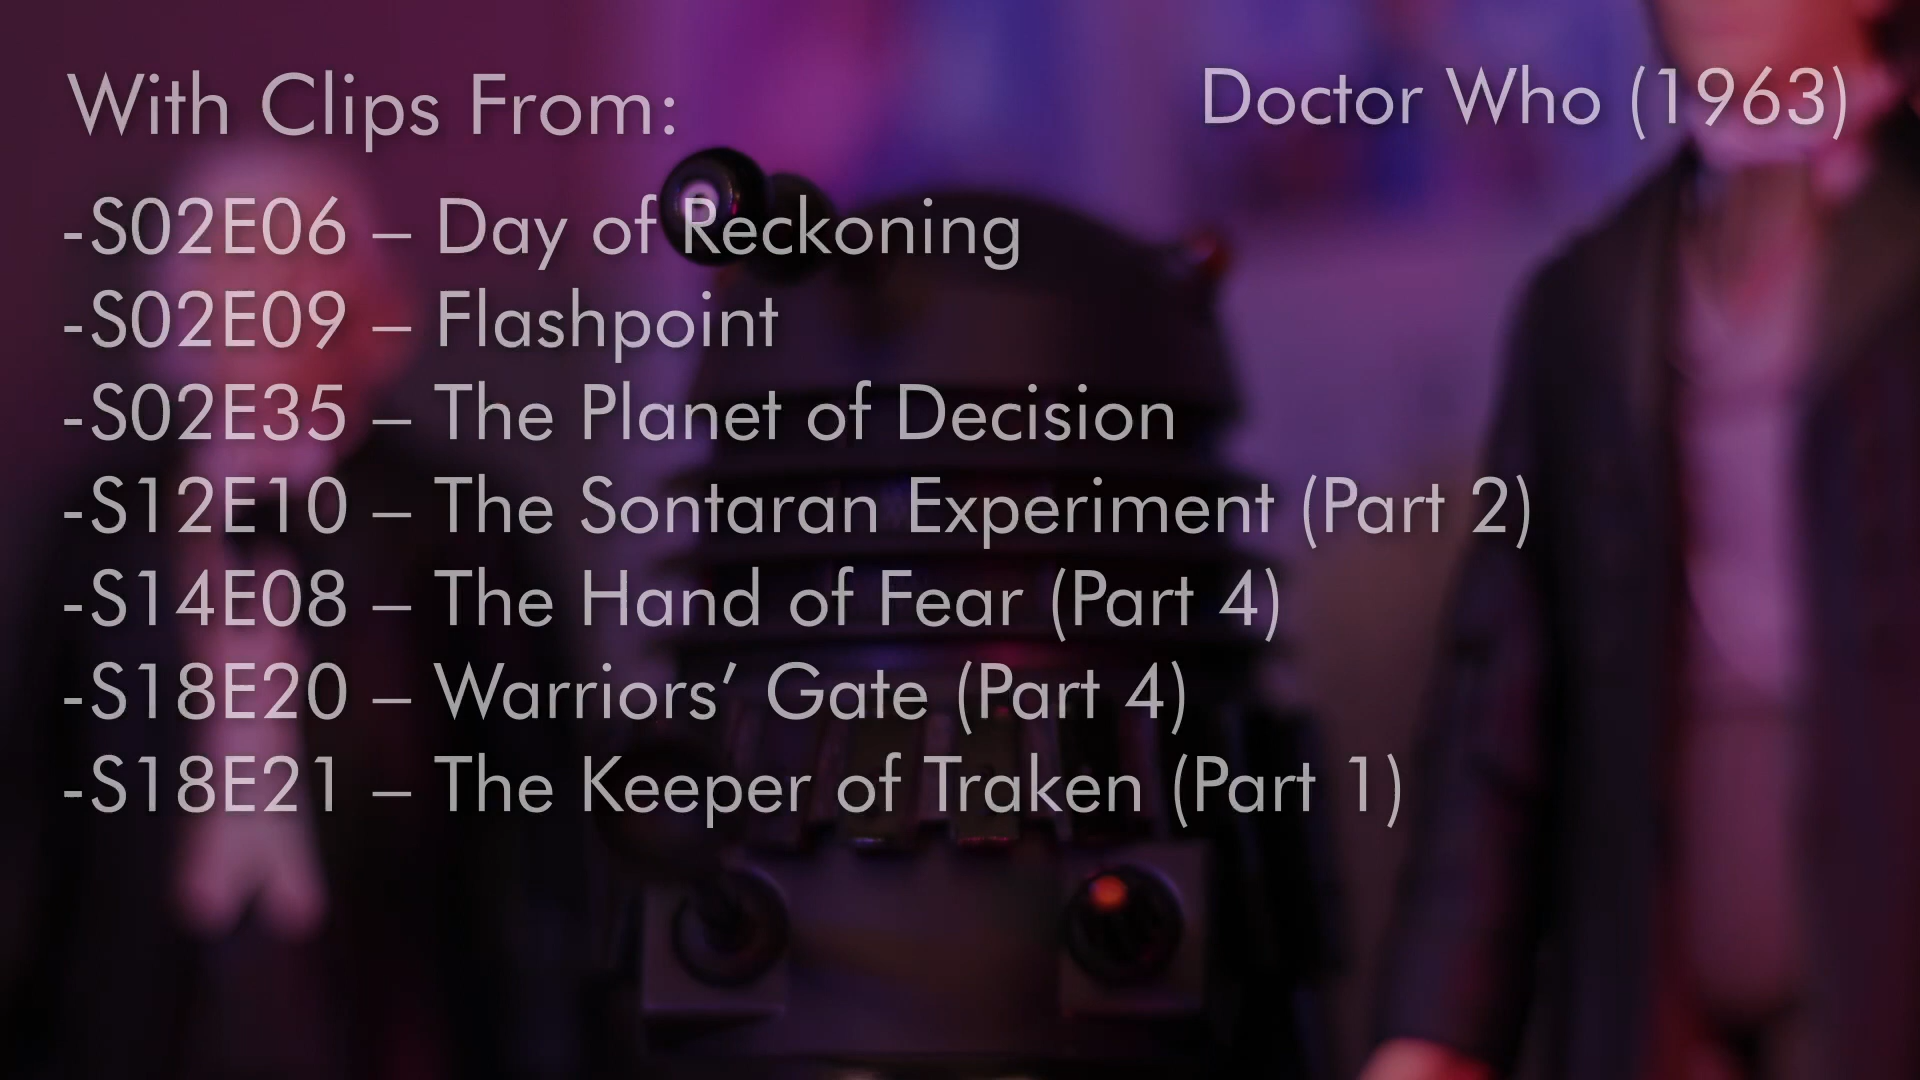 With Clips From:
Doctor Who (1963)
-S02E06 – Day of Reckoning
-S02E09 – Flashpoint
-S02E35 – The Planet of Decision
-S12E10 – The Sontaran Experiment (Part 2)
-S14E08 – The Hand of Fear (Part 4)
-S18E20 – Warriors’ Gate (Part 4)
-S18E21 – The Keeper of Traken (Part 1)